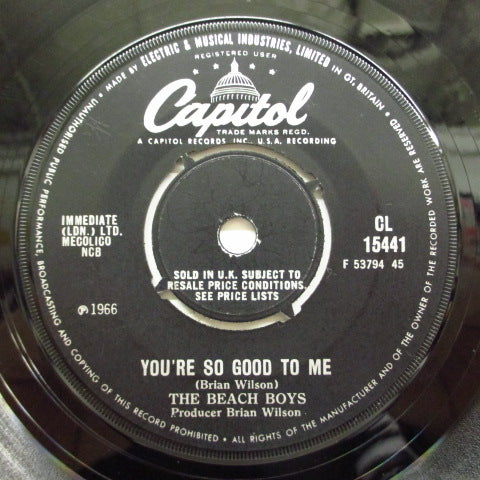 MADE BY ELECTRIC & MUSICAL INDUSTRIES, LIMITED IN GT. BRITAIN • ALL RIGHTS OF THE MANUFACTURER AND OF THE OWNER OF THE RECORDED WORK ARE RESERVED
UNAUTHORISED PUBLIC PERFORMANCE, BROADCASTING AND COPYING OF THIS RECORD PROHIBITED •
REGISTERED USER
Capitol
TRADE MARKS REGD.
A CAPITOL RECORDS INC., U.S.A., RECORDING
IMMEDIATE
(LDN.) LTD.
MECOLICO
NCB
CL
15441
F 53794 45
SOLD IN U.K. SUBJECT TO
RESALE PRICE CONDITIONS,
SEE PRICE LISTS
℗ 1966
YOU'RE SO GOOD TO ME
(Brian Wilson)
THE BEACH BOYS
Producer Brian Wilson